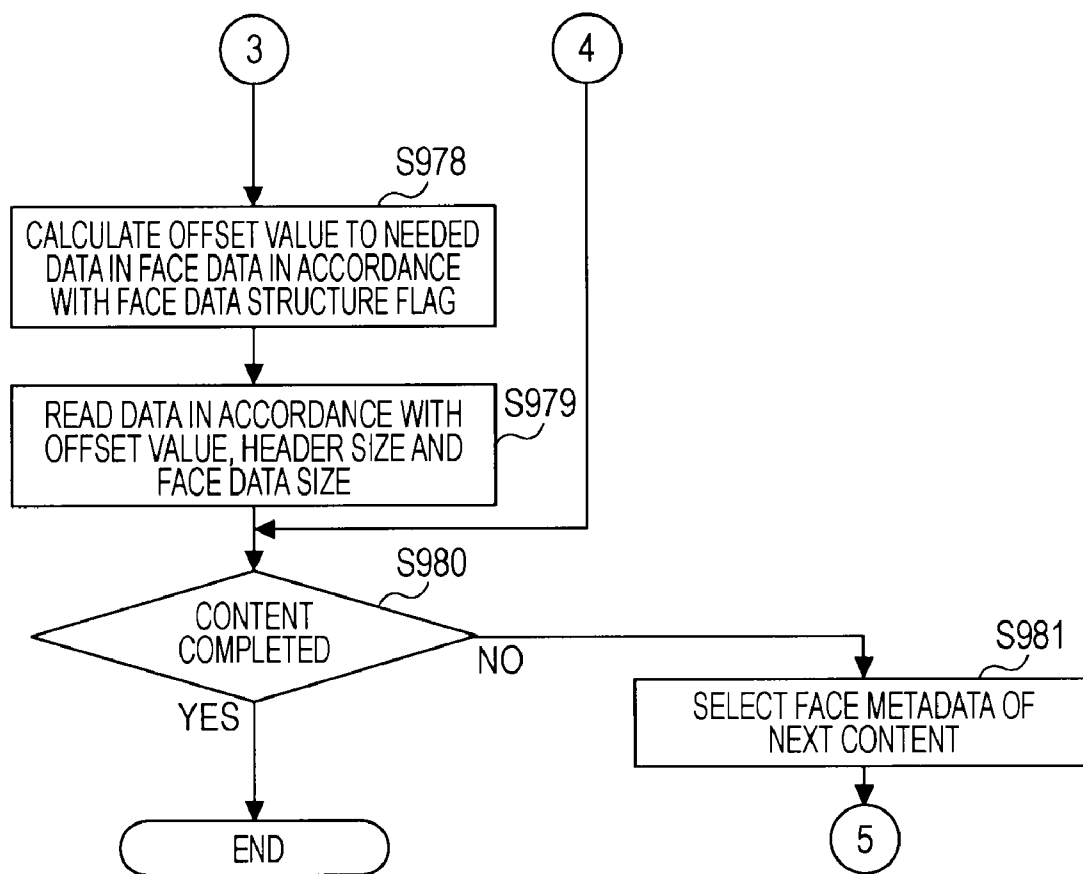 3
4
S978
CALCULATE OFFSET VALUE TO NEEDED
DATA IN FACE DATA IN ACCORDANCE
WITH FACE DATA STRUCTURE FLAG
S979
READ DATA IN ACCORDANCE WITH
OFFSET VALUE, HEADER SIZE AND
FACE DATA SIZE
S980
CONTENT
COMPLETED
NO
YES
S981
SELECT FACE METADATA OF
NEXT CONTENT
END
5